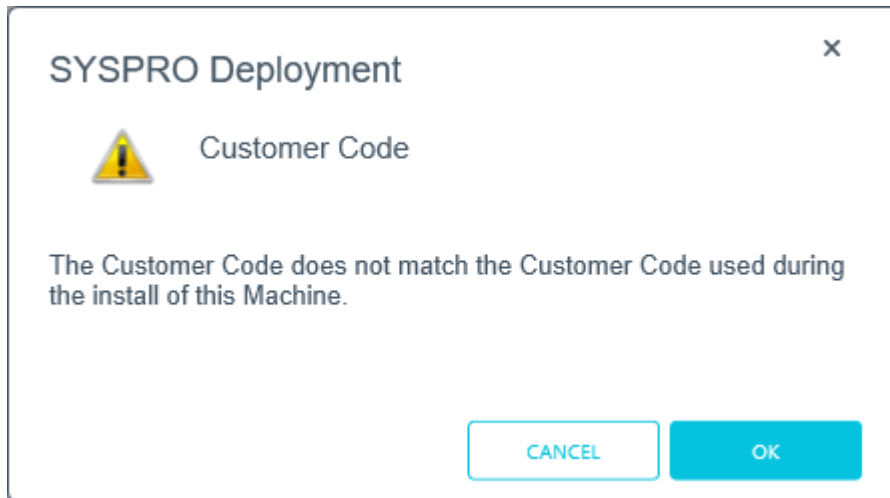 SYSPRO Deployment
Customer Code
The Customer Code does not match the Customer Code used during
the install of this Machine.
CANCEL
OK